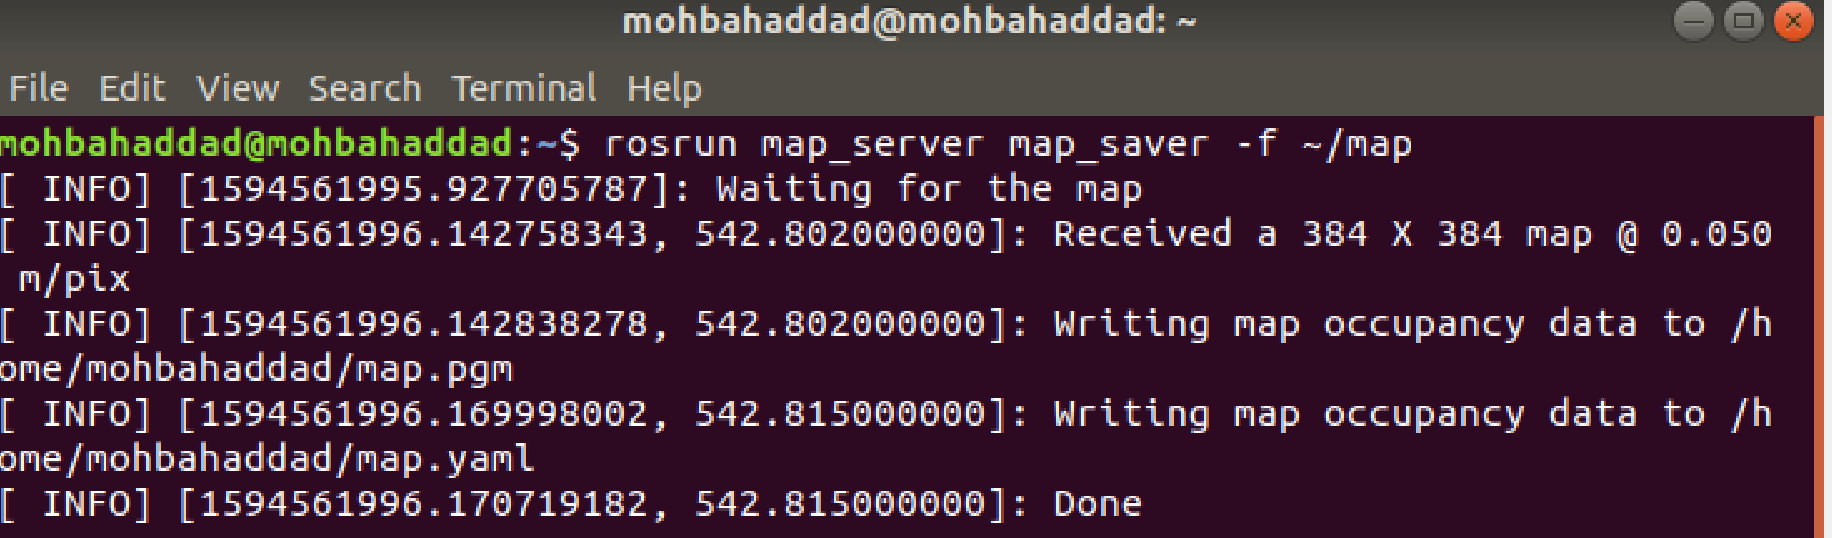 mohbahaddad@mohbahaddad: ~
File Edit View Search Terminal Help
mohbahaddad@mohbahaddad:~$ rosrun map_server map_saver -f ~/map
[ INFO] [1594561995.927705787]: Waiting for the map
[ INFO] [1594561996.142758343, 542.802000000]: Received a 384 X 384 map @ 0.050
 m/pix
[ INFO] [1594561996.142838278, 542.802000000]: Writing map occupancy data to /h
ome/mohbahaddad/map.pgm
[ INFO] [1594561996.169998002, 542.815000000]: Writing map occupancy data to /h
ome/mohbahaddad/map.yaml
[ INFO] [1594561996.170719182, 542.815000000]: Done